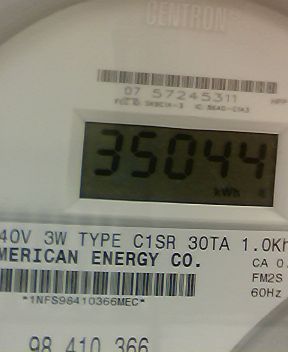 CENTRON
07 57245311
35044
kWh
40V 3W TYPE C1SR 30TA 1.0Kh
MERICAN ENERGY CO.
CA 0.
FM2S
60Hz
*1NFS98410366MEC*
98 410 366